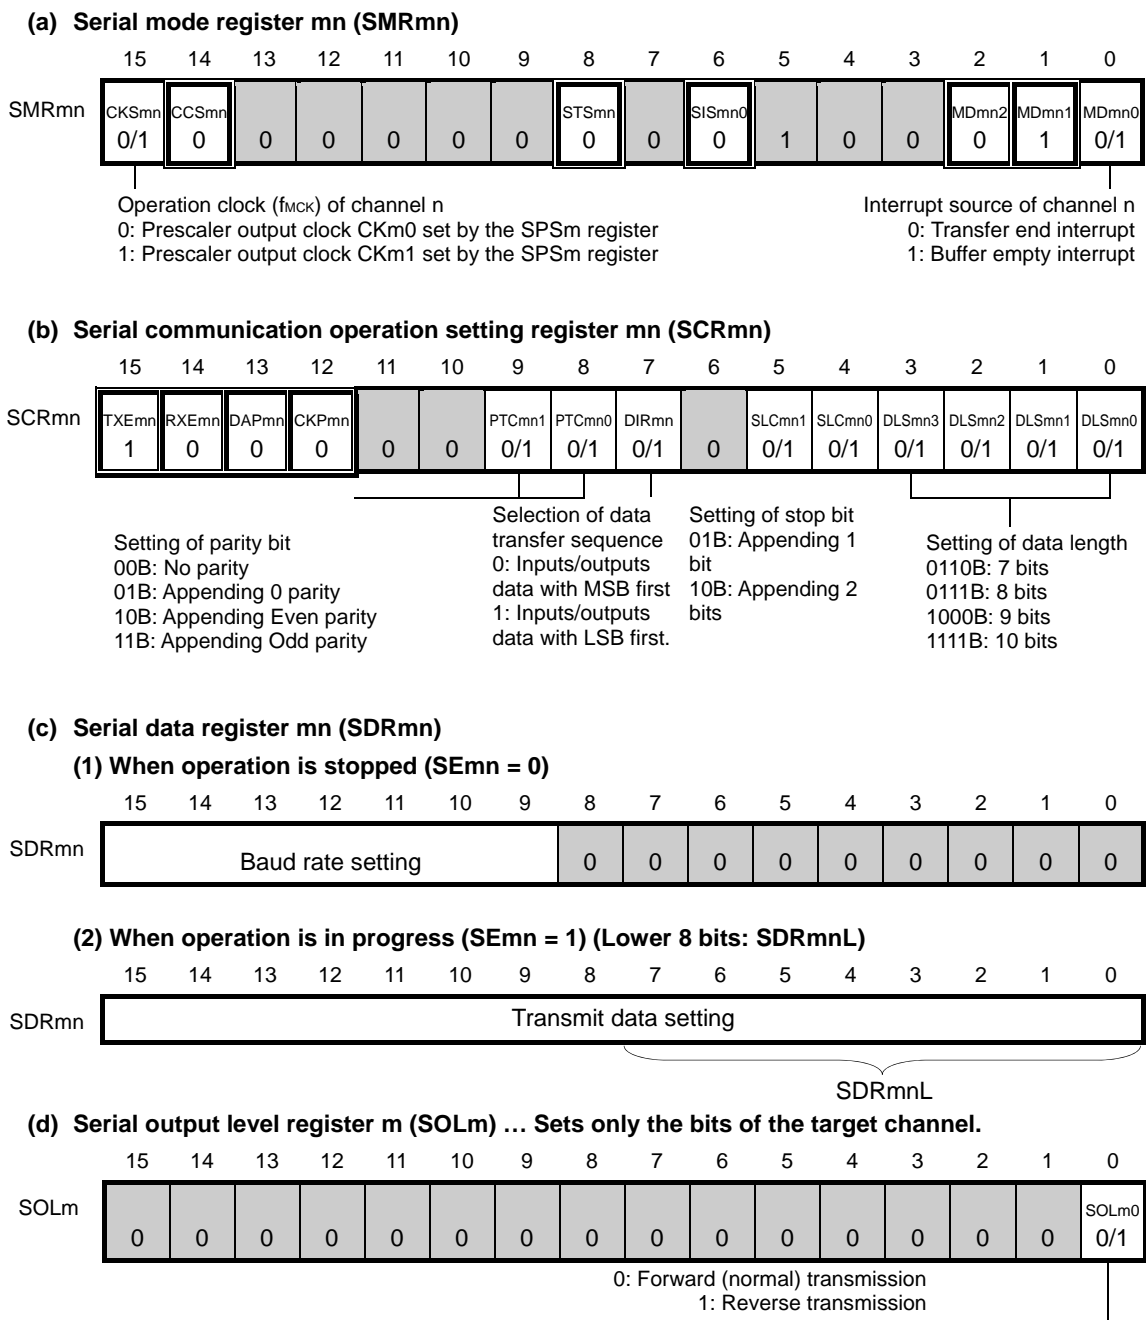 (a) Serial mode register mn (SMRmn)
15 14 13 12 11 10 9 8 7 6 5 4 3 2 1 0
SMRmn
CKSmn CCSmn STSmn SISmn0 MDmn2 MDmn1 MDmn0
0/1 0 0 0 0 0 0 0 0 0 1 0 0 0 1 0/1
Operation clock (fMCK) of channel n
0: Prescaler output clock CKm0 set by the SPSm register
1: Prescaler output clock CKm1 set by the SPSm register
Interrupt source of channel n
0: Transfer end interrupt
1: Buffer empty interrupt
(b) Serial communication operation setting register mn (SCRmn)
15 14 13 12 11 10 9 8 7 6 5 4 3 2 1 0
SCRmn
TXEmn RXEmn DAPmn CKPmn PTCmn1 PTCmn0 DIRmn SLCmn1 SLCmn0 DLSmn3 DLSmn2 DLSmn1 DLSmn0
1 0 0 0 0 0 0/1 0/1 0/1 0 0/1 0/1 0/1 0/1 0/1 0/1
Setting of parity bit
00B: No parity
01B: Appending 0 parity
10B: Appending Even parity
11B: Appending Odd parity
Selection of data
transfer sequence
0: Inputs/outputs
data with MSB first
1: Inputs/outputs
data with LSB first.
Setting of stop bit
01B: Appending 1
bit
10B: Appending 2
bits
Setting of data length
0110B: 7 bits
0111B: 8 bits
1000B: 9 bits
1111B: 10 bits
(c) Serial data register mn (SDRmn)
(1) When operation is stopped (SEmn = 0)
15 14 13 12 11 10 9 8 7 6 5 4 3 2 1 0
SDRmn
Baud rate setting 0 0 0 0 0 0 0 0 0
(2) When operation is in progress (SEmn = 1) (Lower 8 bits: SDRmnL)
15 14 13 12 11 10 9 8 7 6 5 4 3 2 1 0
SDRmn
Transmit data setting
SDRmnL
(d) Serial output level register m (SOLm) … Sets only the bits of the target channel.
15 14 13 12 11 10 9 8 7 6 5 4 3 2 1 0
SOLm
SOLm0
0 0 0 0 0 0 0 0 0 0 0 0 0 0 0 0/1
0: Forward (normal) transmission
1: Reverse transmission